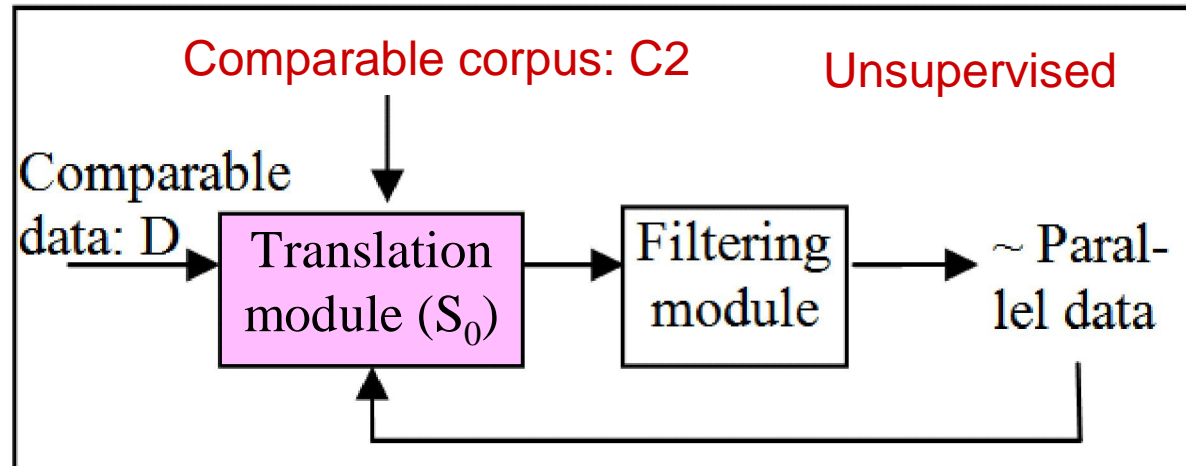 Comparable corpus: C2
Unsupervised
Comparable
data: D
Translation
module (S₀)
Filtering
module
~ Paral-
lel data